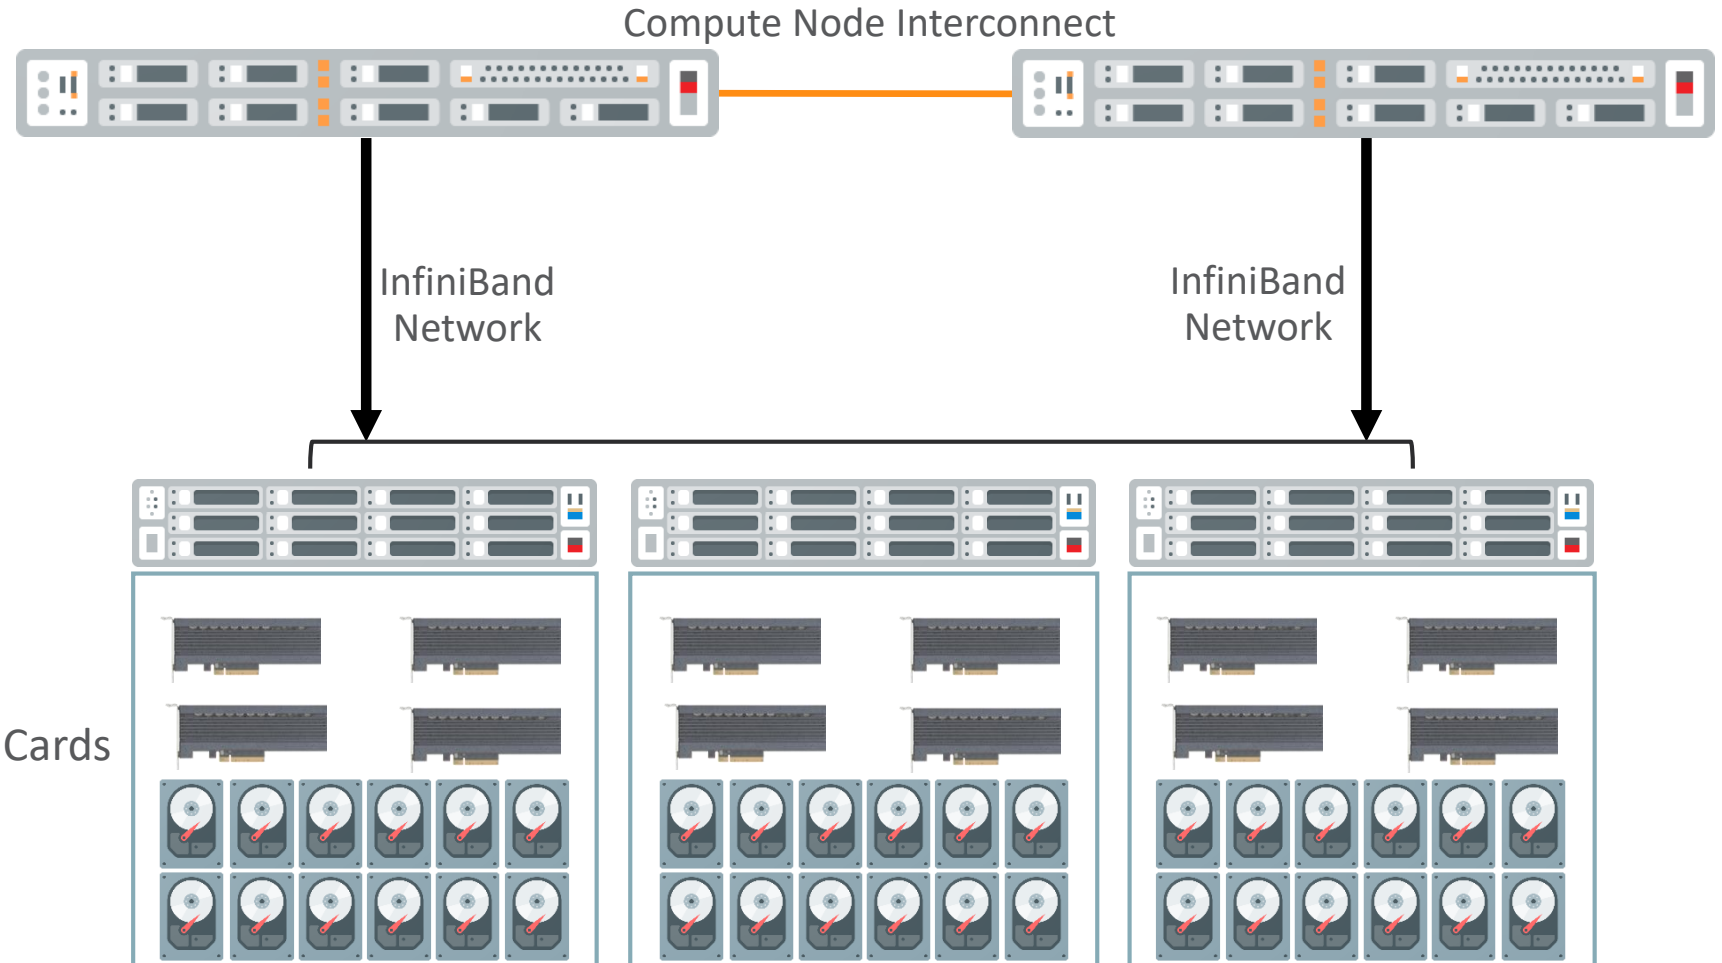 Compute Node Interconnect
InfiniBand
Network
InfiniBand
Network
Cards